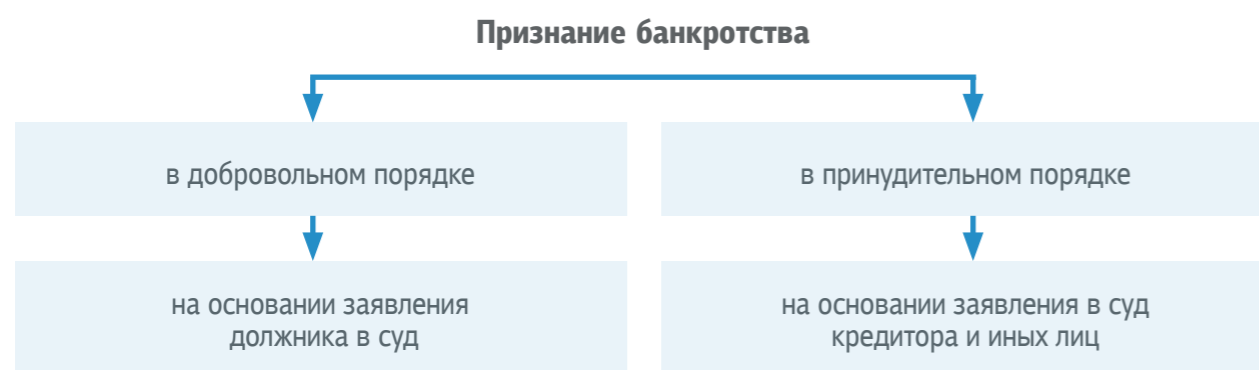 Признание банкротства
в добровольном порядке
в принудительном порядке
на основании заявления
должника в суд
на основании заявления в суд
кредитора и иных лиц